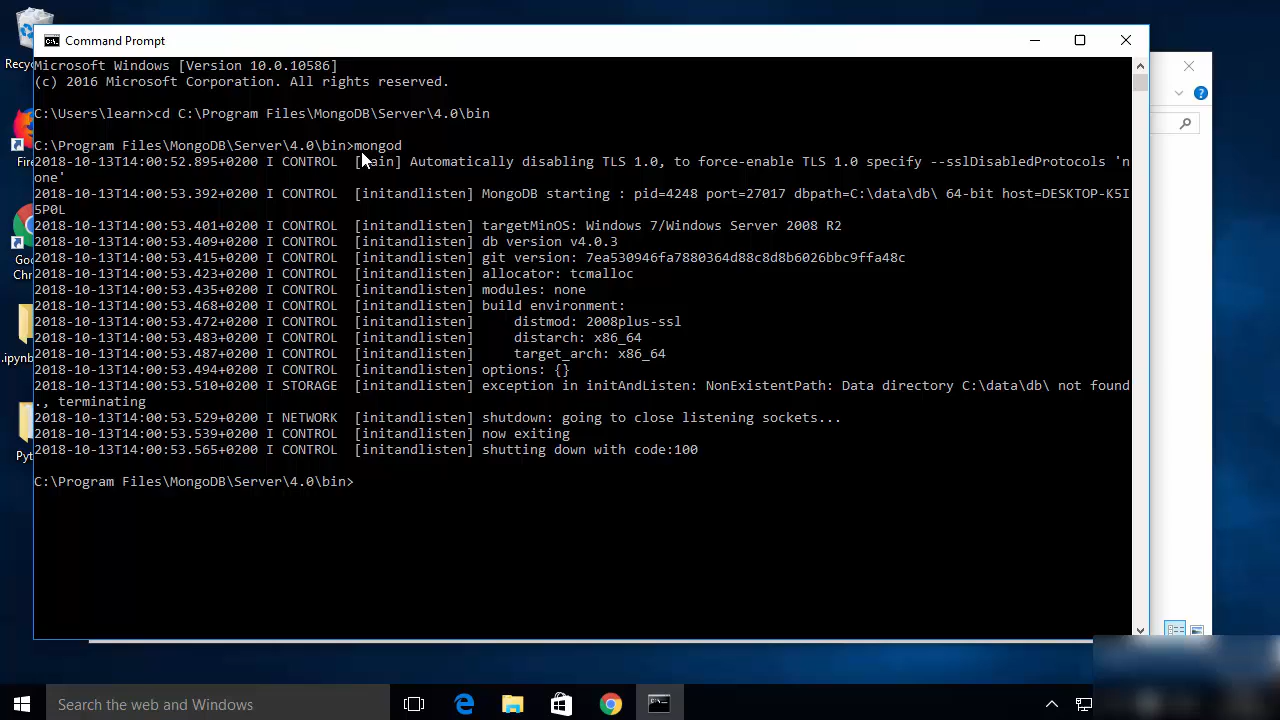 Command Prompt
Recyc
Microsoft Windows [Version 10.0.10586]
(c) 2016 Microsoft Corporation. All rights reserved.
C:\Users\learn>cd C:\Program Files\MongoDB\Server\4.0\bin
C:\Program Files\MongoDB\Server\4.0\bin>mongod
2018-10-13T14:00:52.895+0200 I CONTROL  [main] Automatically disabling TLS 1.0, to force-enable TLS 1.0 specify --sslDisabledProtocols 'n
one'
2018-10-13T14:00:53.392+0200 I CONTROL  [initandlisten] MongoDB starting : pid=4248 port=27017 dbpath=C:\data\db\ 64-bit host=DESKTOP-K5I
5P0L
2018-10-13T14:00:53.401+0200 I CONTROL  [initandlisten] targetMinOS: Windows 7/Windows Server 2008 R2
2018-10-13T14:00:53.409+0200 I CONTROL  [initandlisten] db version v4.0.3
2018-10-13T14:00:53.415+0200 I CONTROL  [initandlisten] git version: 7ea530946fa7880364d88c8d8b6026bbc9ffa48c
2018-10-13T14:00:53.423+0200 I CONTROL  [initandlisten] allocator: tcmalloc
2018-10-13T14:00:53.435+0200 I CONTROL  [initandlisten] modules: none
2018-10-13T14:00:53.468+0200 I CONTROL  [initandlisten] build environment:
2018-10-13T14:00:53.472+0200 I CONTROL  [initandlisten]     distmod: 2008plus-ssl
2018-10-13T14:00:53.483+0200 I CONTROL  [initandlisten]     distarch: x86_64
2018-10-13T14:00:53.487+0200 I CONTROL  [initandlisten]     target_arch: x86_64
2018-10-13T14:00:53.494+0200 I CONTROL  [initandlisten] options: {}
2018-10-13T14:00:53.510+0200 I STORAGE  [initandlisten] exception in initAndListen: NonExistentPath: Data directory C:\data\db\ not found
., terminating
2018-10-13T14:00:53.529+0200 I NETWORK  [initandlisten] shutdown: going to close listening sockets...
2018-10-13T14:00:53.539+0200 I CONTROL  [initandlisten] now exiting
2018-10-13T14:00:53.565+0200 I CONTROL  [initandlisten] shutting down with code:100
C:\Program Files\MongoDB\Server\4.0\bin>
Fire
Goo
Chr
.ipynb
Pyt
Search the web and Windows